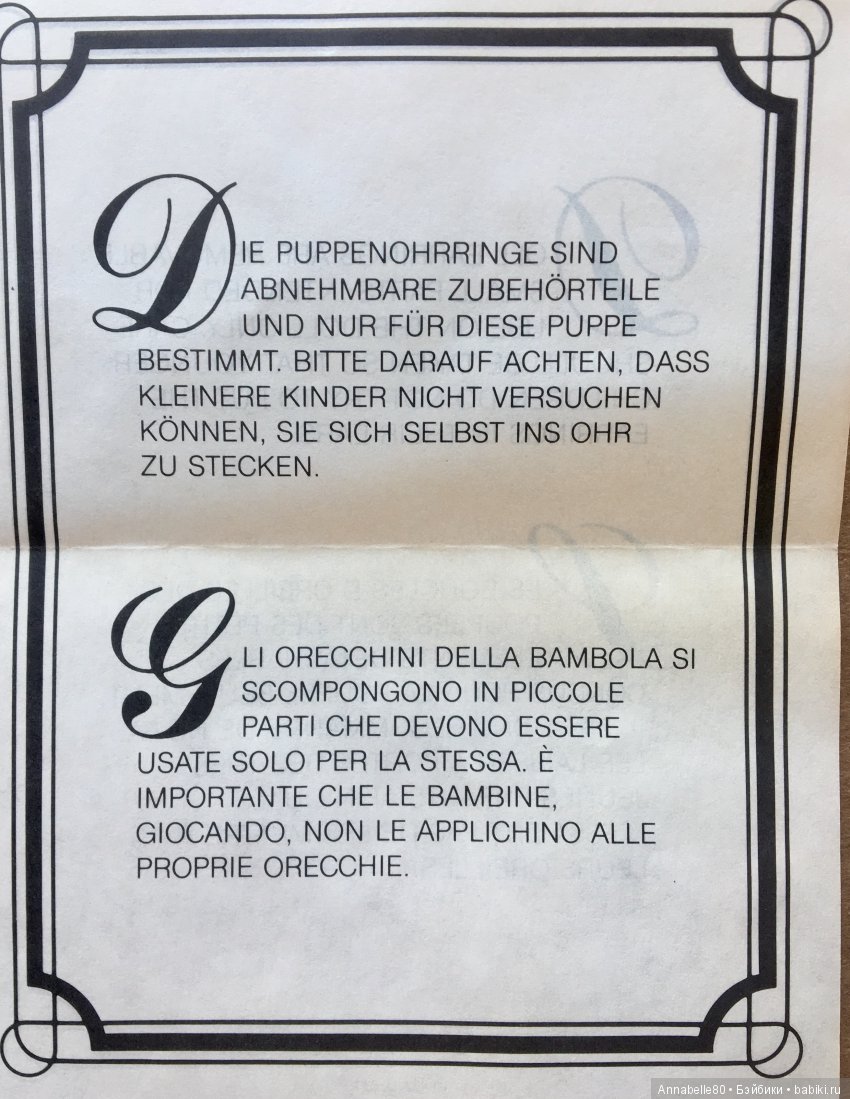 DIE PUPPENOHRRINGE SIND
ABNEHMBARE ZUBEHÖRTEILE
UND NUR FÜR DIESE PUPPE
BESTIMMT. BITTE DARAUF ACHTEN, DASS
KLEINERE KINDER NICHT VERSUCHEN
KÖNNEN, SIE SICH SELBST INS OHR
ZU STECKEN.
GLI ORECCHINI DELLA BAMBOLA SI
SCOMPONGONO IN PICCOLE
PARTI CHE DEVONO ESSERE
USATE SOLO PER LA STESSA. È
IMPORTANTE CHE LE BAMBINE,
GIOCANDO, NON LE APPLICHINO ALLE
PROPRIE ORECCHIE.
Annabelle80 • Бэйбики • babiki.ru